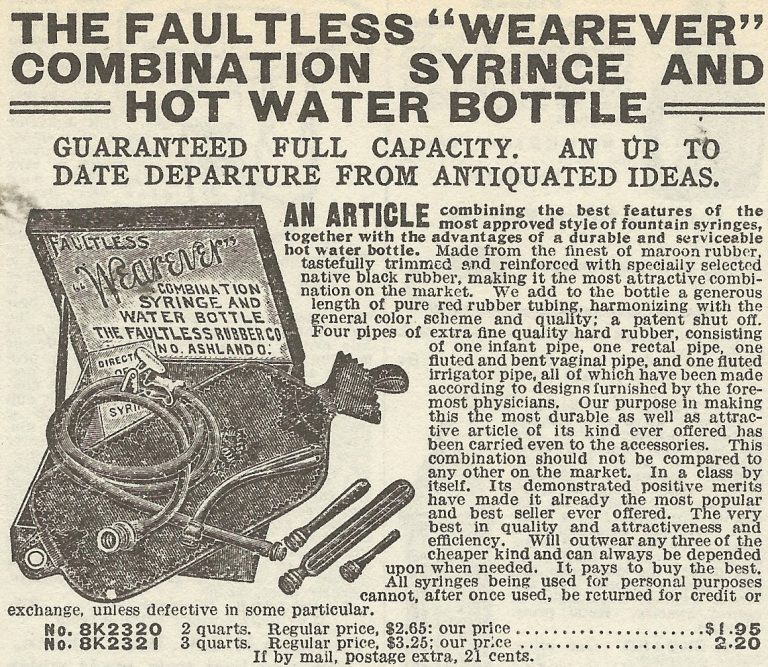 THE FAULTLESS "WEAREVER"
COMBINATION SYRINGE AND
HOT WATER BOTTLE
GUARANTEED FULL CAPACITY. AN UP TO
DATE DEPARTURE FROM ANTIQUATED IDEAS.
FAULTLESS
"Wearever"
COMBINATION
SYRINGE AND
WATER BOTTLE
THE FAULTLESS RUBBER CO
NO. ASHLAND O:
DIRECT
OF
SYRIN
AN ARTICLE combining the best features of the
most approved style of fountain syringes,
together with the advantages of a durable and serviceable
hot water bottle. Made from the finest of maroon rubber,
tastefully trimmed and reinforced with specially selected
native black rubber, making it the most attractive combi-
nation on the market. We add to the bottle a generous
length of pure red rubber tubing, harmonizing with the
general color scheme and quality; a patent shut off.
Four pipes of extra fine quality hard rubber, consisting
of one infant pipe, one rectal pipe, one
fluted and bent vaginal pipe, and one fluted
irrigator pipe, all of which have been made
according to designs furnished by the fore-
most physicians. Our purpose in making
this the most durable as well as attrac-
tive article of its kind ever offered has
been carried even to the accessories. This
combination should not be compared to
any other on the market. In a class by
itself. Its demonstrated positive merits
have made it already the most popular
and best seller ever offered. The very
best in quality and attractiveness and
efficiency. Will outwear any three of the
cheaper kind and can always be depended
upon when needed. It pays to buy the best.
All syringes being used for personal purposes
cannot, after once used, be returned for credit or
exchange, unless defective in some particular.
No. 8K2320 2 quarts. Regular price, $2.65: our price ........................$1.95
No. 8K2321 3 quarts. Regular price, $3.25; our price ........................ 2.20
If by mail, postage extra, 21 cents.